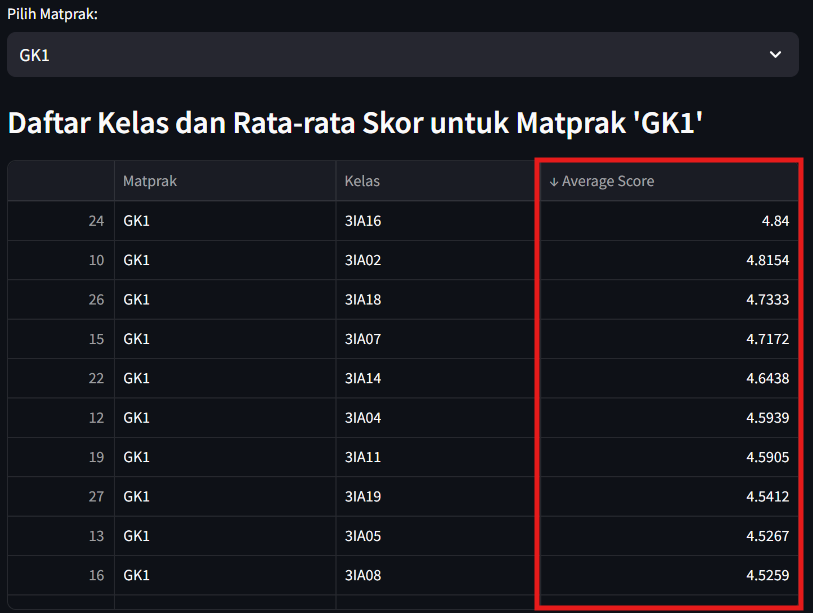 Pilih Matprak:
GK1
Daftar Kelas dan Rata-rata Skor untuk Matprak 'GK1'
Matprak Kelas ↓ Average Score
24 GK1 3IA16 4.84
10 GK1 3IA02 4.8154
26 GK1 3IA18 4.7333
15 GK1 3IA07 4.7172
22 GK1 3IA14 4.6438
12 GK1 3IA04 4.5939
19 GK1 3IA11 4.5905
27 GK1 3IA19 4.5412
13 GK1 3IA05 4.5267
16 GK1 3IA08 4.5259